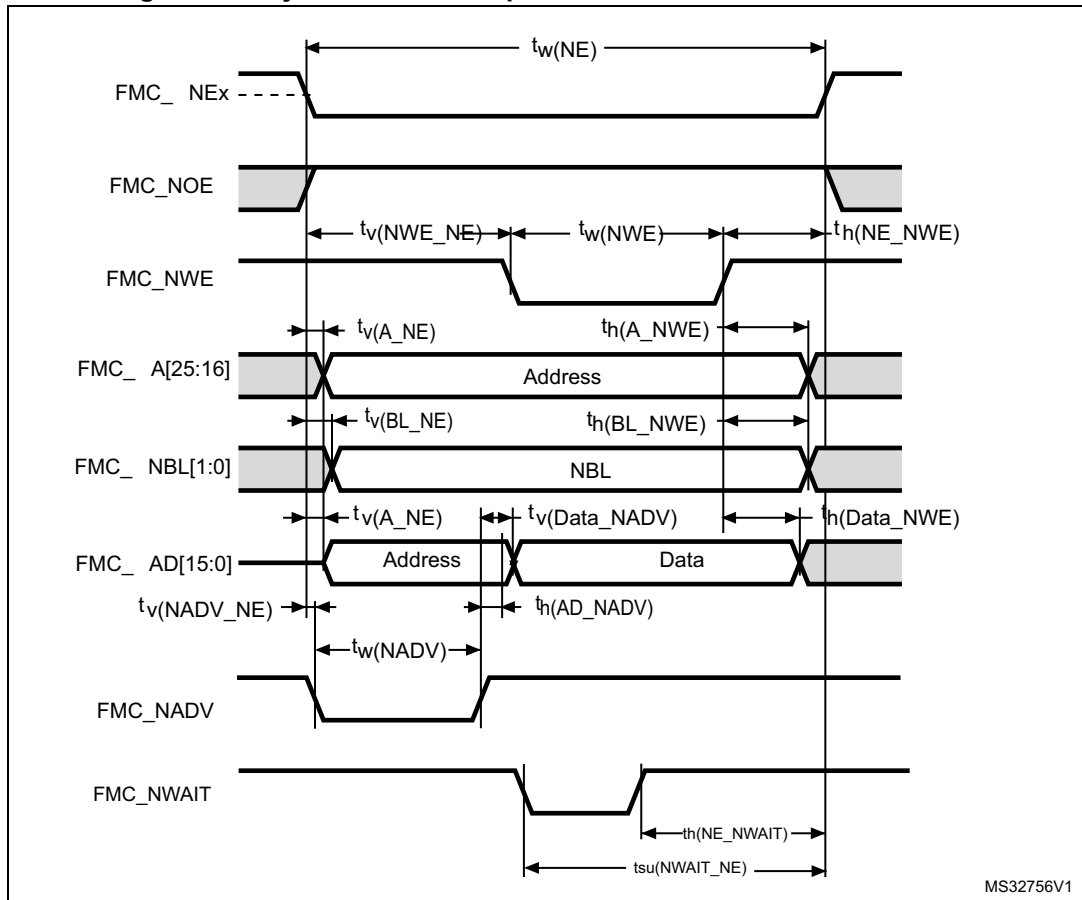 tw(NE)
FMC_ NEx
FMC_NOE
tv(NWE_NE)
tw(NWE)
th(NE_NWE)
FMC_NWE
tv(A_NE)
th(A_NWE)
FMC_ A[25:16]
Address
tv(BL_NE)
th(BL_NWE)
FMC_ NBL[1:0]
NBL
tv(A_NE)
tv(Data_NADV)
th(Data_NWE)
FMC_ AD[15:0]
Address
Data
tv(NADV_NE)
th(AD_NADV)
tw(NADV)
FMC_NADV
FMC_NWAIT
th(NE_NWAIT)
tsu(NWAIT_NE)
MS32756V1